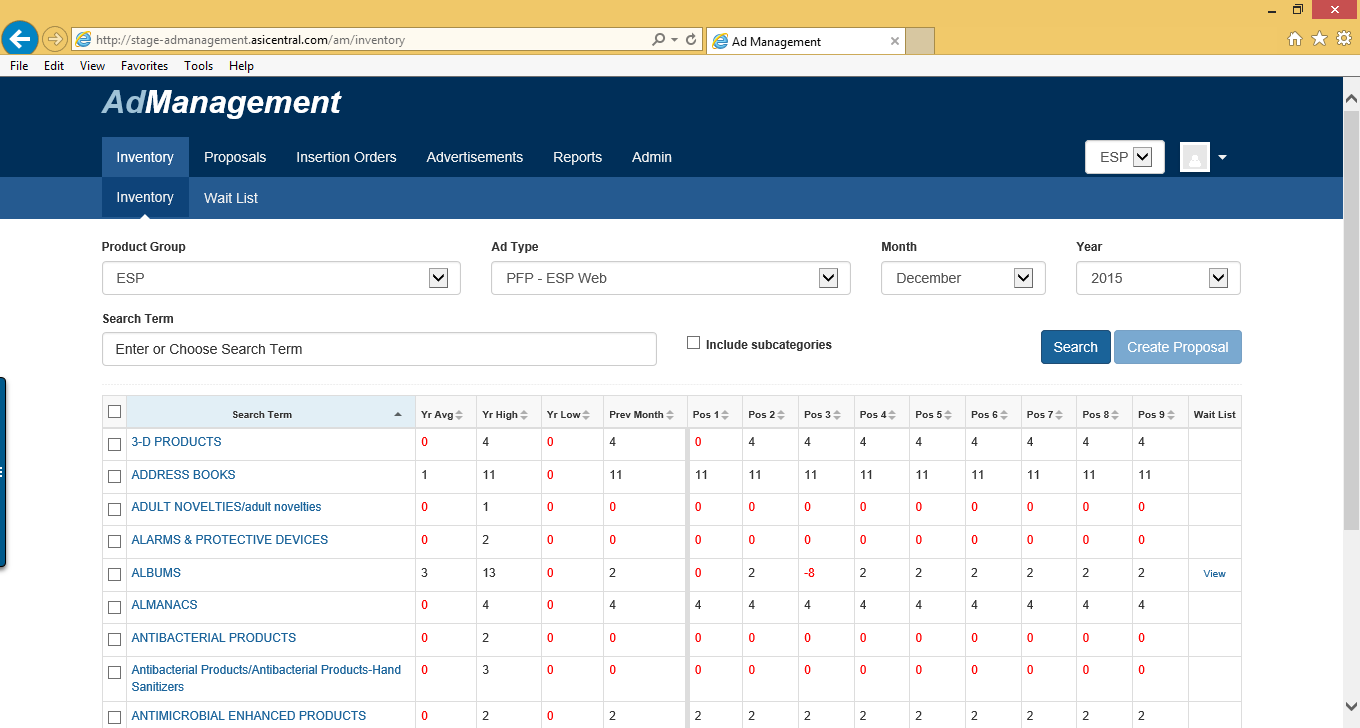 http://stage-admanagement.asicentral.com/am/inventory
Ad Management
File Edit View Favorites Tools Help
AdManagement
Inventory Proposals Insertion Orders Advertisements Reports Admin ESP
Inventory Wait List
Product Group Ad Type Month Year
ESP PFP - ESP Web December 2015
Search Term
Enter or Choose Search Term Include subcategories Search Create Proposal
Search Term Yr Avg Yr High Yr Low Prev Month Pos 1 Pos 2 Pos 3 Pos 4 Pos 5 Pos 6 Pos 7 Pos 8 Pos 9 Wait List
3-D PRODUCTS 0 4 0 4 0 4 4 4 4 4 4 4 4
ADDRESS BOOKS 1 11 0 11 11 11 11 11 11 11 11 11 11
ADULT NOVELTIES/adult novelties 0 1 0 0 0 0 0 0 0 0 0 0 0
ALARMS & PROTECTIVE DEVICES 0 2 0 0 0 0 0 0 0 0 0 0 0
ALBUMS 3 13 0 2 0 2 -8 2 2 2 2 2 2 View
ALMANACS 0 4 0 4 4 4 4 4 4 4 4 4 4
ANTIBACTERIAL PRODUCTS 0 2 0 0 0 0 0 0 0 0 0 0 0
Antibacterial Products/Antibacterial Products-Hand 0 3 0 0 0 0 0 0 0 0 0 0 0
Sanitizers
ANTIMICROBIAL ENHANCED PRODUCTS 0 2 0 2 2 2 2 2 2 2 2 2 2